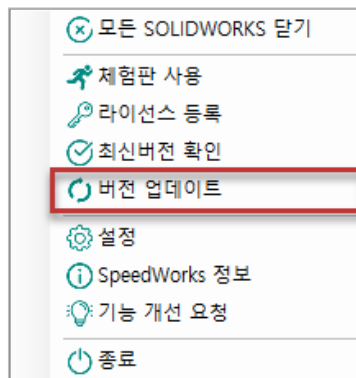 모든 SOLIDWORKS 닫기
체험판 사용
라이선스 등록
최신버전 확인
버전 업데이트
설정
SpeedWorks 정보
기능 개선 요청
종료